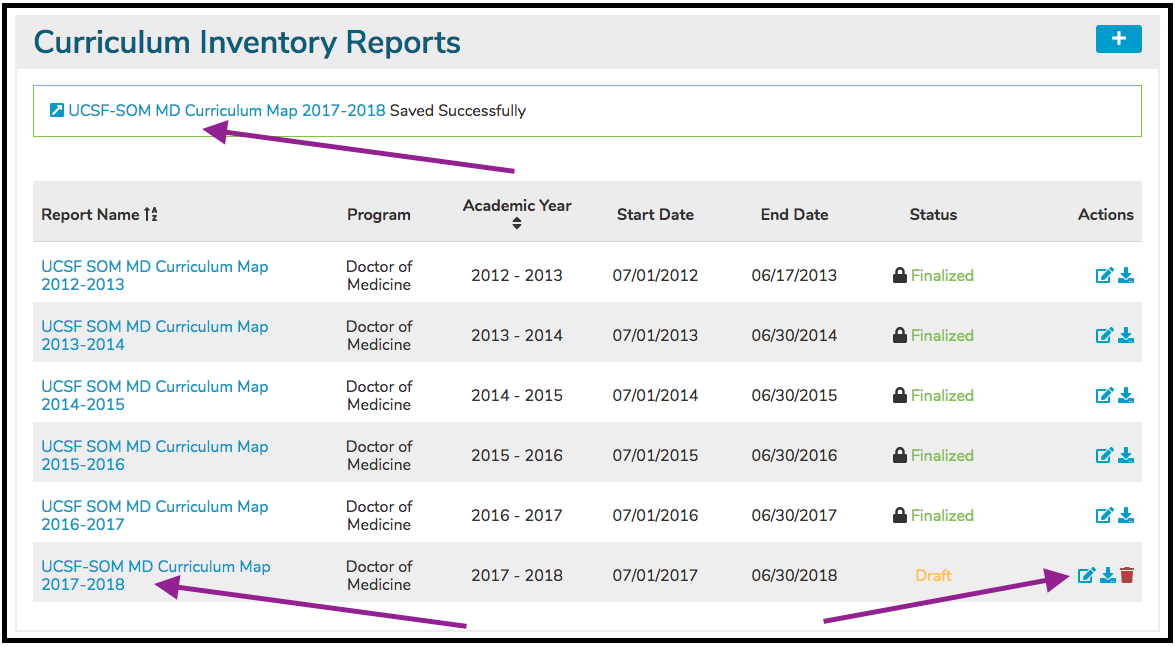 Curriculum Inventory Reports
UCSF-SOM MD Curriculum Map 2017-2018 Saved Successfully
Report Name Program Academic Year Start Date End Date Status Actions
UCSF SOM MD Curriculum Map
2012-2013
Doctor of
Medicine
2012 - 2013 07/01/2012 06/17/2013 Finalized
UCSF SOM MD Curriculum Map
2013-2014
Doctor of
Medicine
2013 - 2014 07/01/2013 06/30/2014 Finalized
UCSF SOM MD Curriculum Map
2014-2015
Doctor of
Medicine
2014 - 2015 07/01/2014 06/30/2015 Finalized
UCSF SOM MD Curriculum Map
2015-2016
Doctor of
Medicine
2015 - 2016 07/01/2015 06/30/2016 Finalized
UCSF SOM MD Curriculum Map
2016-2017
Doctor of
Medicine
2016 - 2017 07/01/2016 06/30/2017 Finalized
UCSF-SOM MD Curriculum Map
2017-2018
Doctor of
Medicine
2017 - 2018 07/01/2017 06/30/2018 Draft